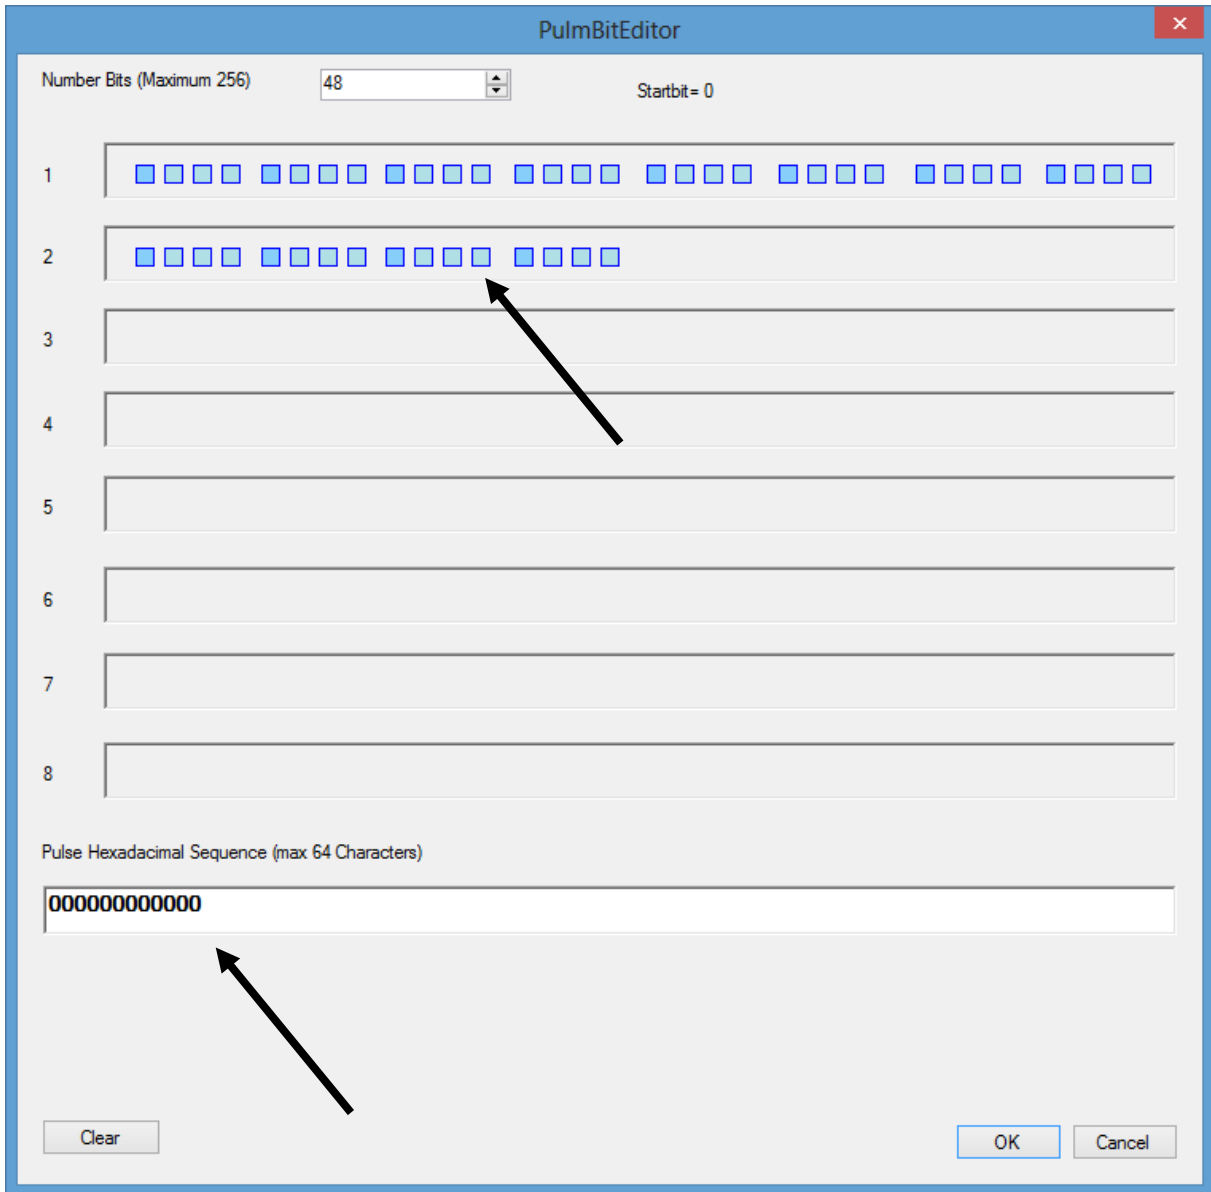 PulmBitEditor
Number Bits (Maximum 256) 48 Startbit= 0
1
2
3
4
5
6
7
8
Pulse Hexadacimal Sequence (max 64 Characters)
000000000000
Clear OK Cancel